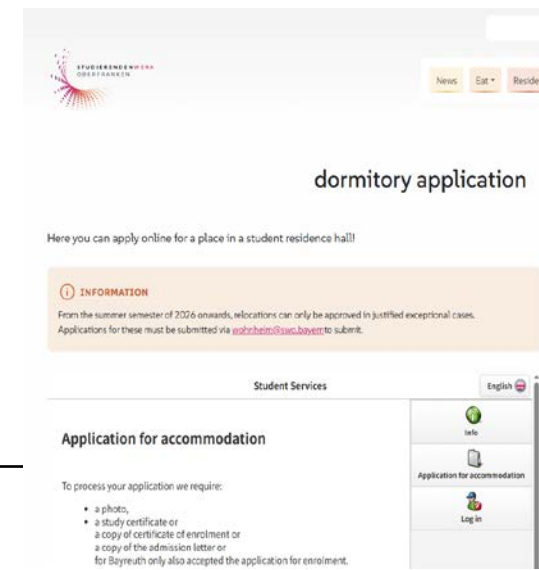 STUDIERENDENWERK
OBERFRANKEN
News Eat Reside
dormitory application
Here you can apply online for a place in a student residence hall!
INFORMATION
From the summer semester of 2026 onwards, relocations can only be approved in justified exceptional cases.
Applications for these must be submitted via wohnheim@swo.bayernto submit.
Student Services
English
Info
Application for accommodation
Application for accommodation
Log in
To process your application we require:
• a photo,
• a study certificate or
a copy of certificate of enrolment or
a copy of the admission letter or
for Bayreuth only also accepted the application for enrolment.